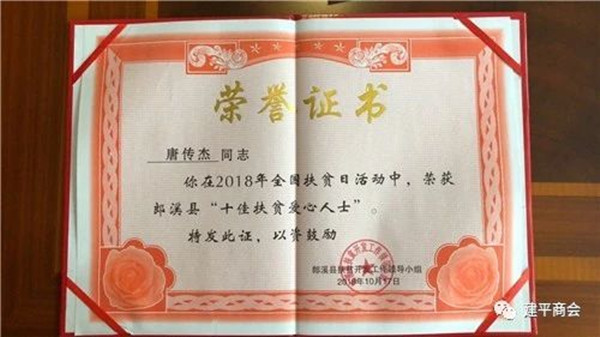 荣誉证书
唐传杰 同志
你在2018年全国扶贫日活动中，荣获
郎溪县“十佳扶贫爱心人士”。
特发此证，以资鼓励
郎溪县扶贫开发工作领导小组
2018年10月17日
建平商会